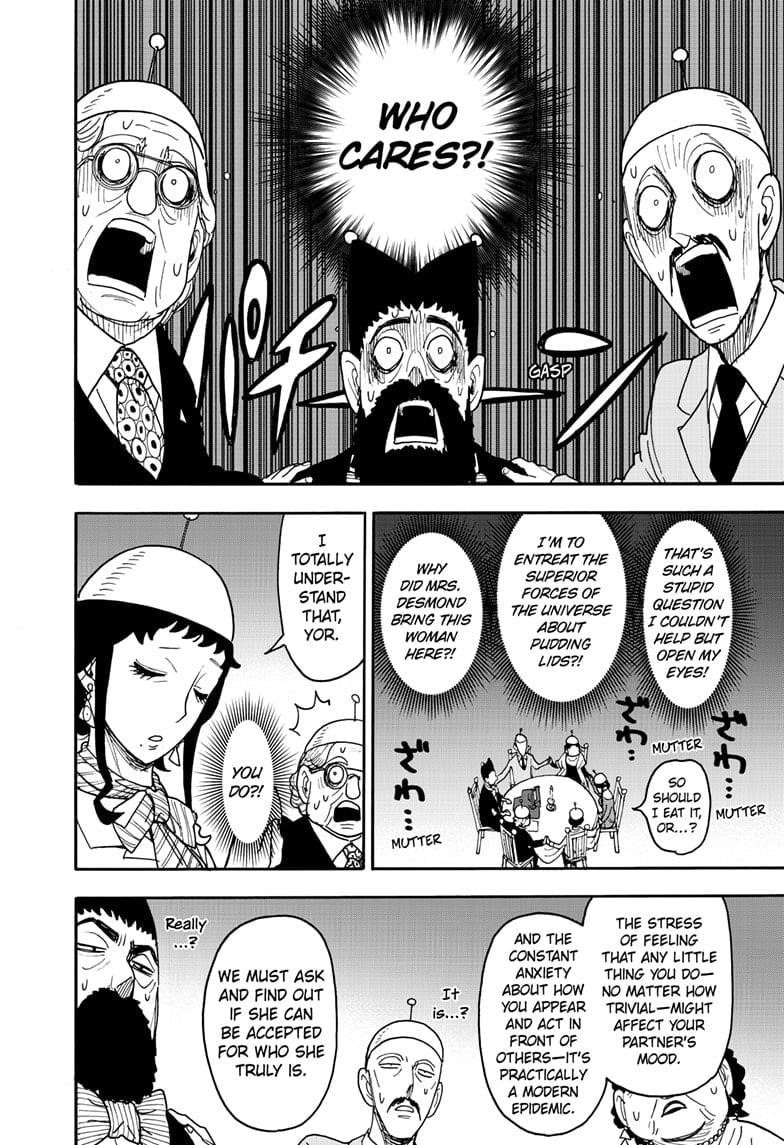 WHO
CARES?!
パチーン
GASP
THAT'S
SUCH A
STUPID
QUESTION
I COULDN'T
HELP BUT
OPEN MY
EYES!
I'M TO
ENTREAT THE
SUPERIOR
FORCES OF
THE UNIVERSE
ABOUT
PUDDING
LIDS?!
WHY
DID MRS.
DESMOND
BRING THIS
WOMAN
HERE?!
MUTTER
MUTTER
MUTTER
SO
SHOULD
I EAT IT,
OR...?
I
TOTALLY
UNDER-
STAND
THAT,
YOR.
YOU
DO?!
THE STRESS
OF FEELING
THAT ANY LITTLE
THING YOU DO—
NO MATTER HOW
TRIVIAL—MIGHT
AFFECT YOUR
PARTNER'S
MOOD.
AND THE
CONSTANT
ANXIETY
ABOUT HOW
YOU APPEAR
AND ACT IN
FRONT OF
OTHERS—IT'S
PRACTICALLY
A MODERN
EPIDEMIC.
It
is...?
WE MUST ASK
AND FIND OUT
IF SHE CAN
BE ACCEPTED
FOR WHO SHE
TRULY IS.
Really
...?